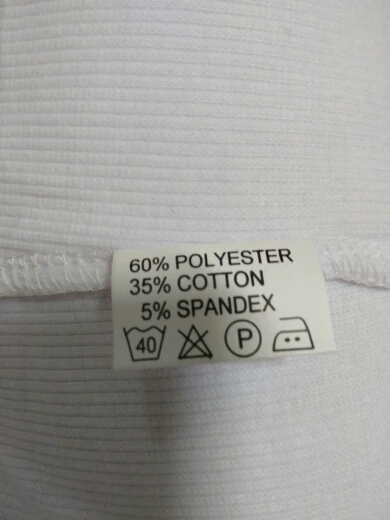 60% POLYESTER
35% COTTON
5% SPANDEX
40 P